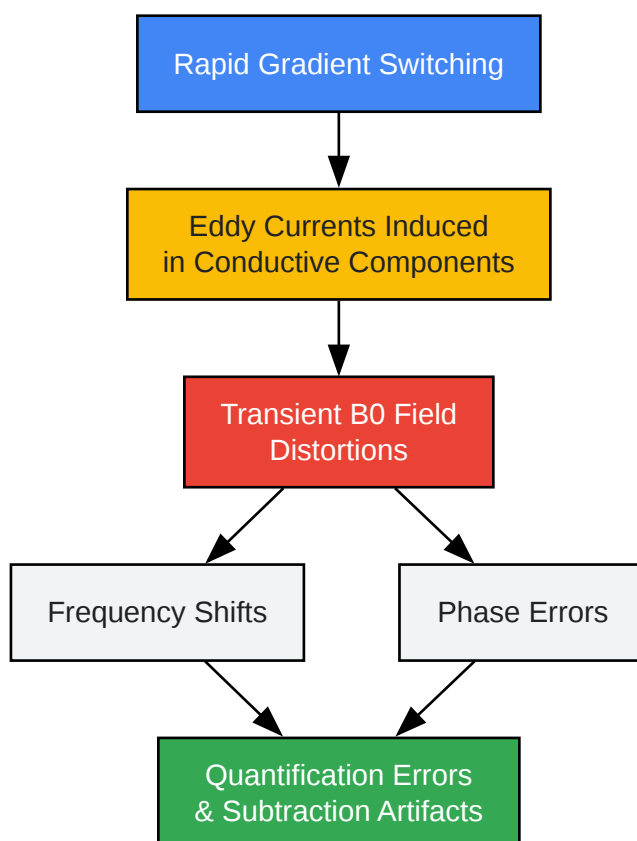 Rapid Gradient Switching
Eddy Currents Induced
in Conductive Components
Transient B0 Field
Distortions
Frequency Shifts
Phase Errors
Quantification Errors
& Subtraction Artifacts